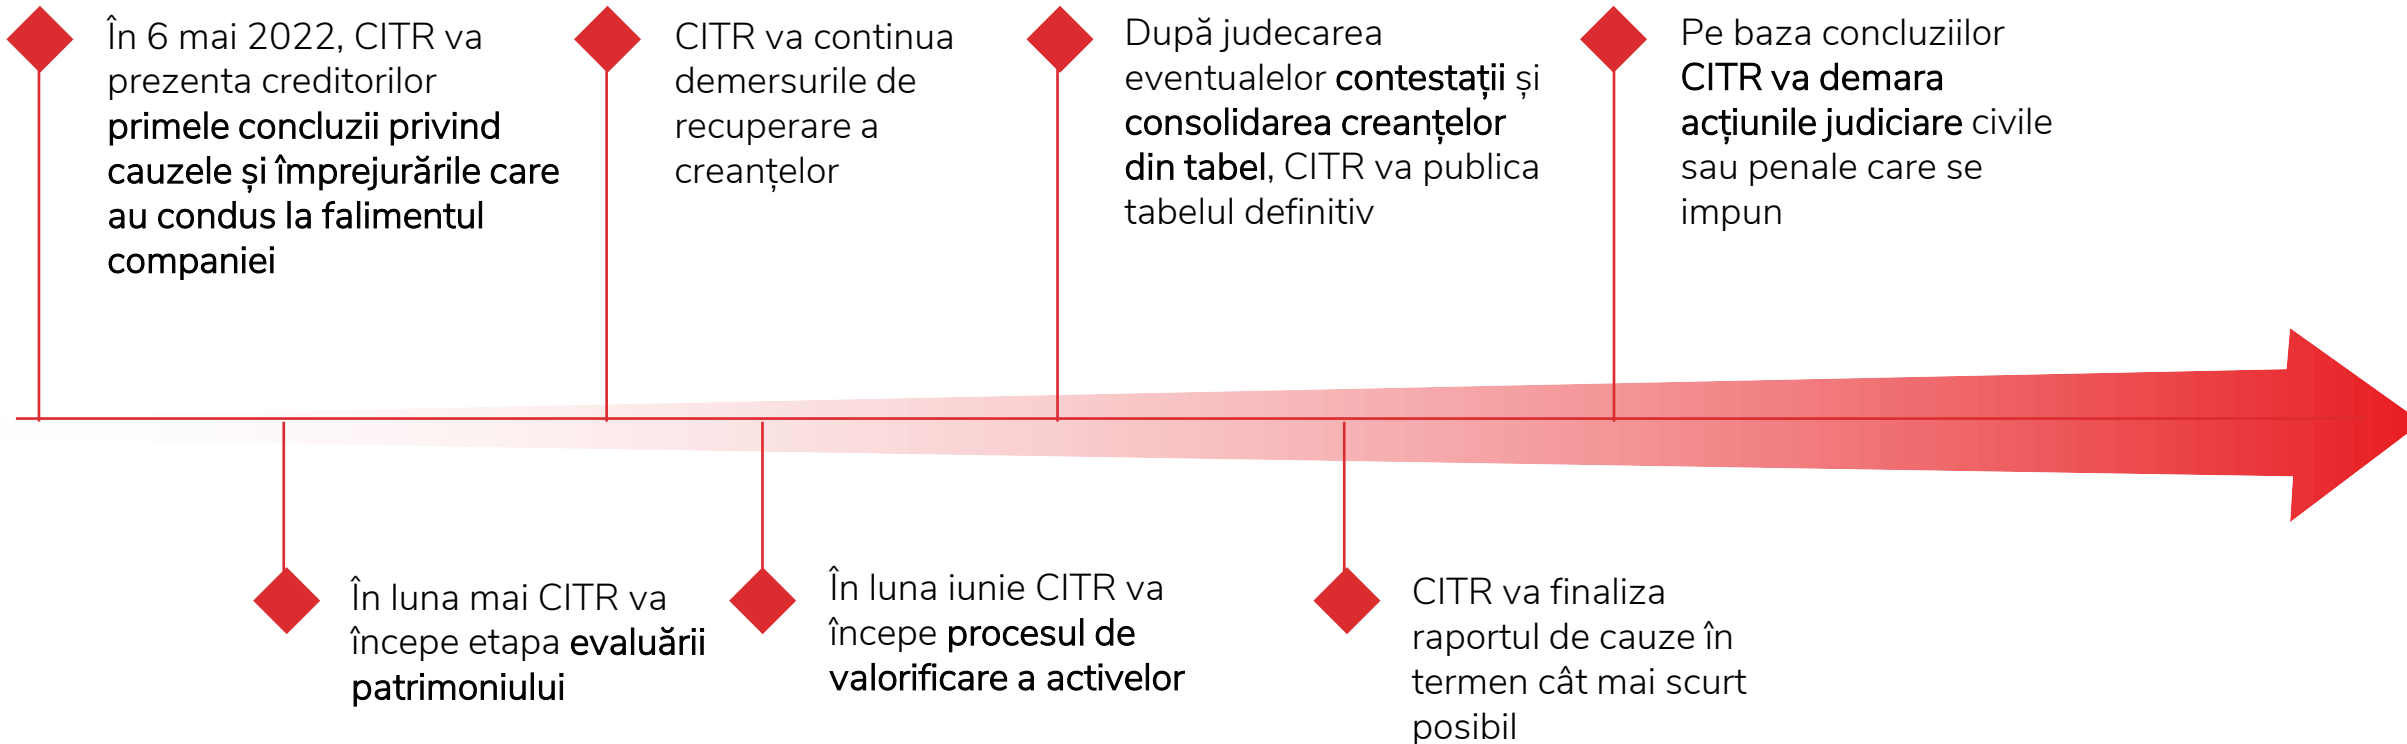 În 6 mai 2022, CITR va
prezenta creditorilor
primele concluzii privind
cauzele și împrejurările care
au condus la falimentul
companiei
CITR va continua
demersurile de
recuperare a
creanțelor
După judecarea
eventualelor contestații și
consolidarea creanțelor
din tabel, CITR va publica
tabelul definitiv
Pe baza concluziilor
CITR va demara
acțiunile judiciare civile
sau penale care se
impun
În luna mai CITR va
începe etapa evaluării
patrimoniului
În luna iunie CITR va
începe procesul de
valorificare a activelor
CITR va finaliza
raportul de cauze în
termen cât mai scurt
posibil